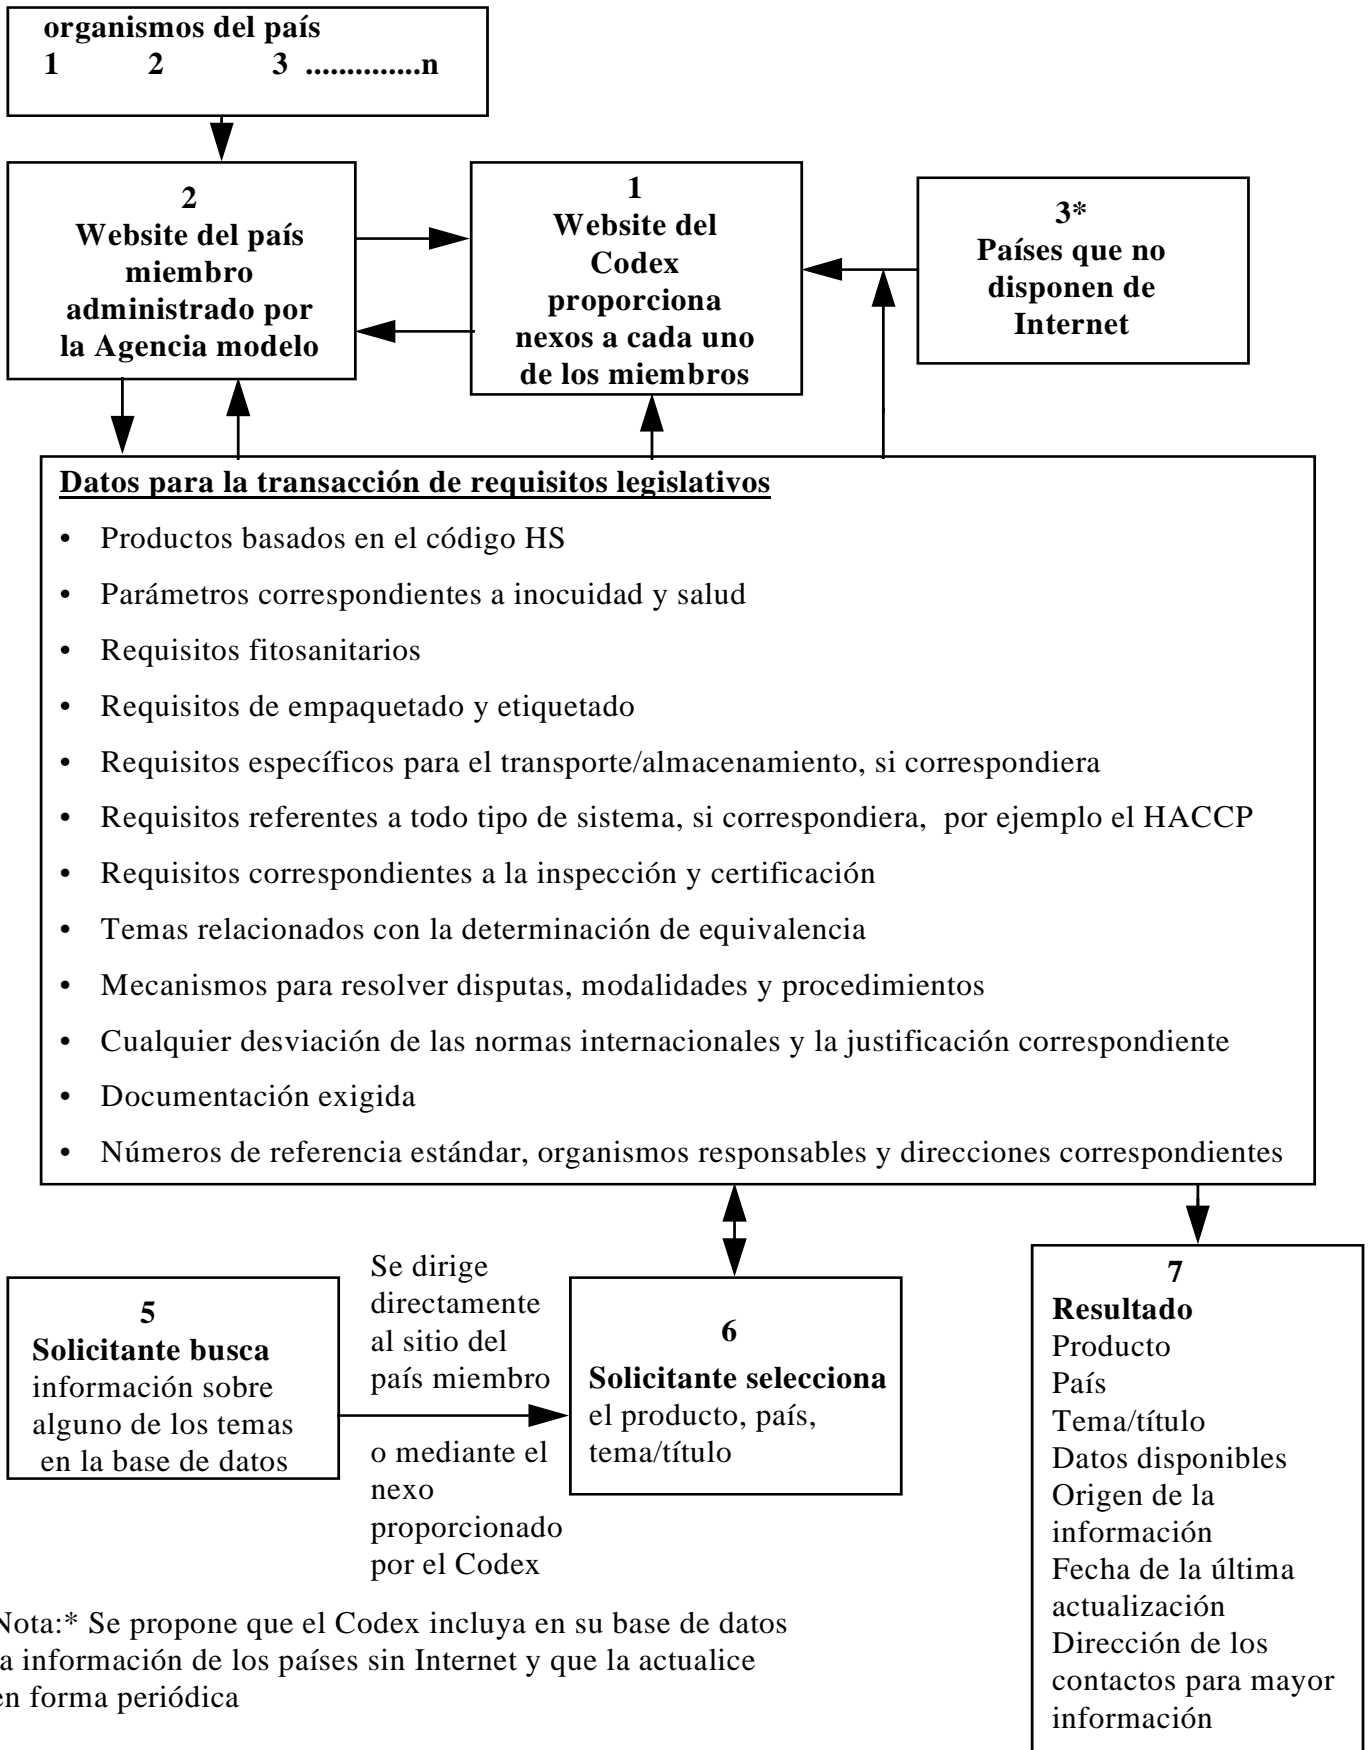 organismos del país
1 2 3 ..............n
2
Website del país
miembro
administrado por
la Agencia modelo
1
Website del
Codex
proporciona
nexos a cada uno
de los miembros
3*
Países que no
disponen de
Internet
Datos para la transacción de requisitos legislativos
• Productos basados en el código HS
• Parámetros correspondientes a inocuidad y salud
• Requisitos fitosanitarios
• Requisitos de empaquetado y etiquetado
• Requisitos específicos para el transporte/almacenamiento, si correspondiera
• Requisitos referentes a todo tipo de sistema, si correspondiera, por ejemplo el HACCP
• Requisitos correspondientes a la inspección y certificación
• Temas relacionados con la determinación de equivalencia
• Mecanismos para resolver disputas, modalidades y procedimientos
• Cualquier desviación de las normas internacionales y la justificación correspondiente
• Documentación exigida
• Números de referencia estándar, organismos responsables y direcciones correspondientes
5
Solicitante busca
información sobre
alguno de los temas
en la base de datos
Se dirige
directamente
al sitio del
país miembro
o mediante el
nexo
proporcionado
por el Codex
6
Solicitante selecciona
el producto, país,
tema/título
7
Resultado
Producto
País
Tema/título
Datos disponibles
Origen de la
información
Fecha de la última
actualización
Dirección de los
contactos para mayor
información
Nota:* Se propone que el Codex incluya en su base de datos
a información de los países sin Internet y que la actualice
en forma periódica